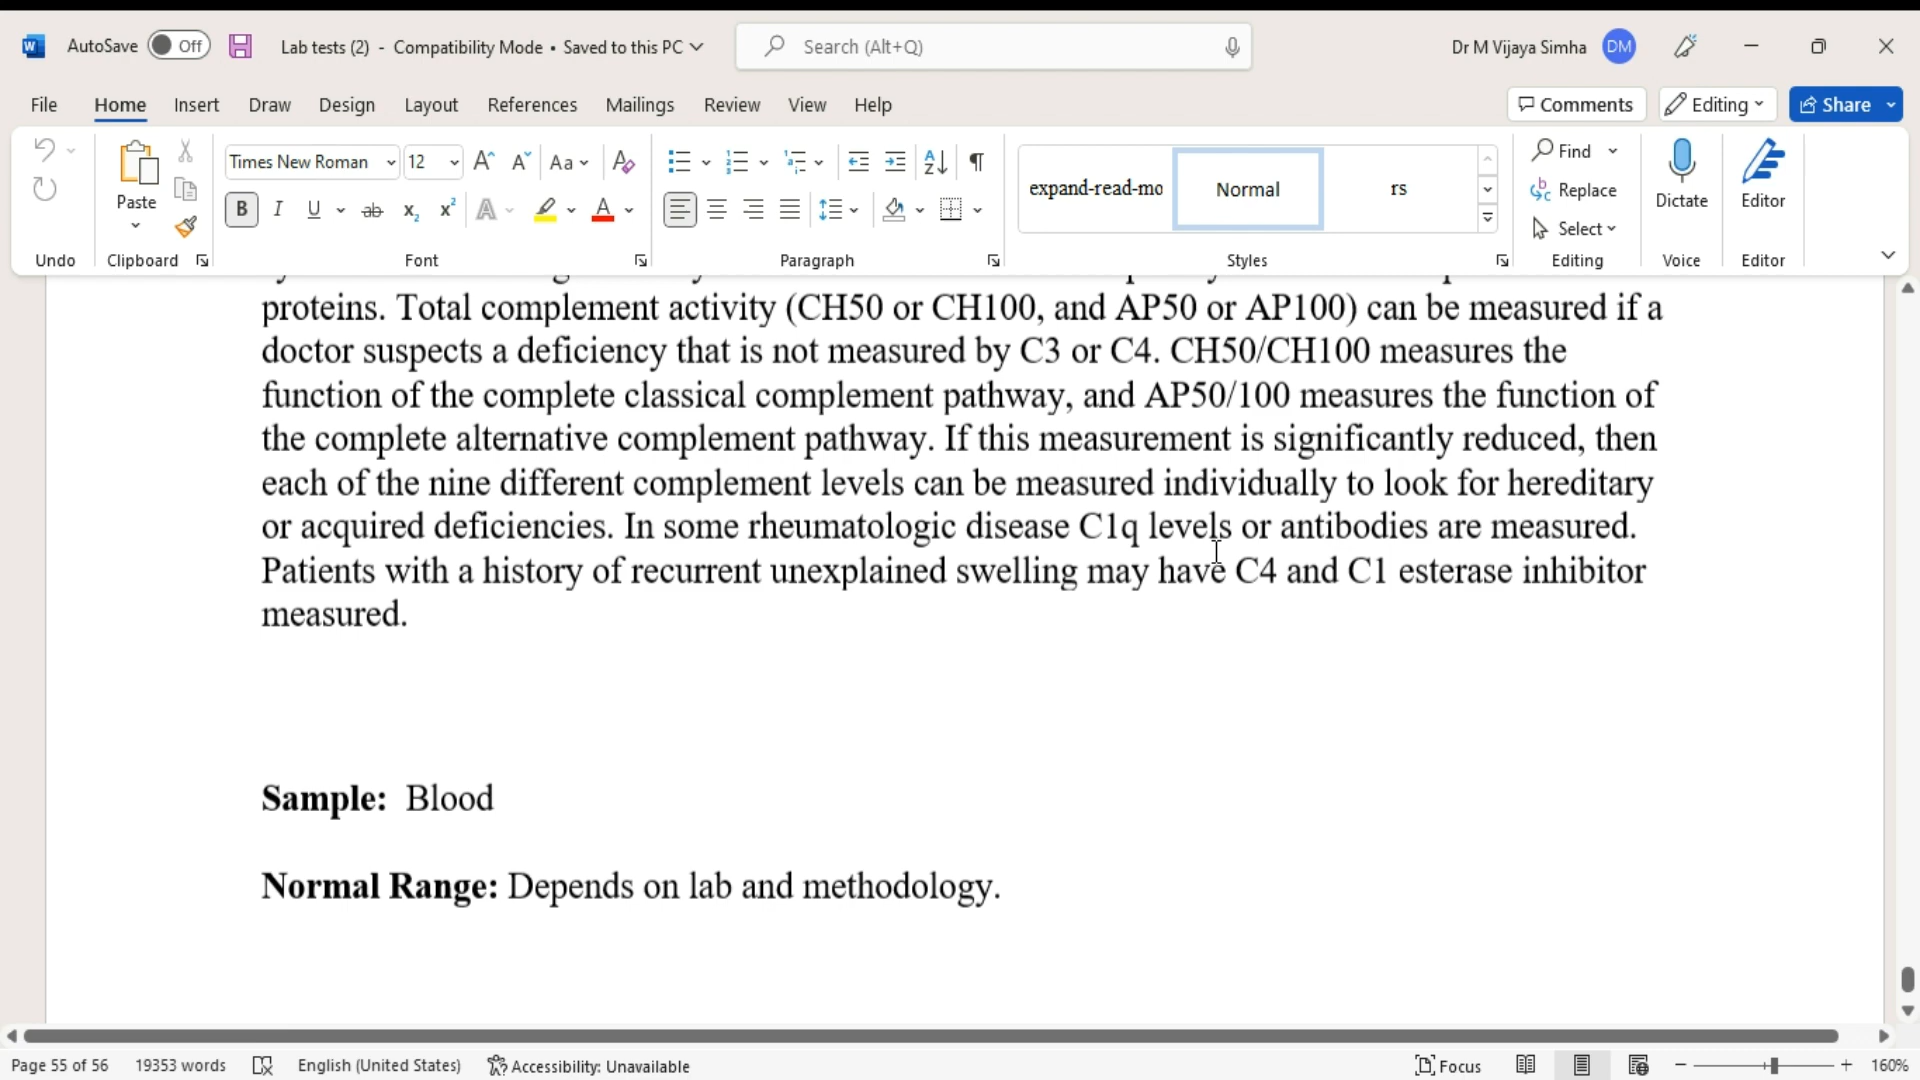 AutoSave Off Lab tests (2) - Compatibility Mode • Saved to this PC Search (Alt+Q) Dr M Vijaya Simha DM
File Home Insert Draw Design Layout References Mailings Review View Help Comments Editing Share
Times New Roman 12 Aa expand-read-mo Normal rs Find
Paste B I U ab x₂ x² A A Replace Dictate Editor
Select
Undo Clipboard Font Paragraph Styles Editing Voice Editor
proteins. Total complement activity (CH50 or CH100, and AP50 or AP100) can be measured if a
doctor suspects a deficiency that is not measured by C3 or C4. CH50/CH100 measures the
function of the complete classical complement pathway, and AP50/100 measures the function of
the complete alternative complement pathway. If this measurement is significantly reduced, then
each of the nine different complement levels can be measured individually to look for hereditary
or acquired deficiencies. In some rheumatologic disease C1q levels or antibodies are measured.
Patients with a history of recurrent unexplained swelling may have C4 and C1 esterase inhibitor
measured.
Sample: Blood
Normal Range: Depends on lab and methodology.
Page 55 of 56 19353 words English (United States) Accessibility: Unavailable Focus 160%